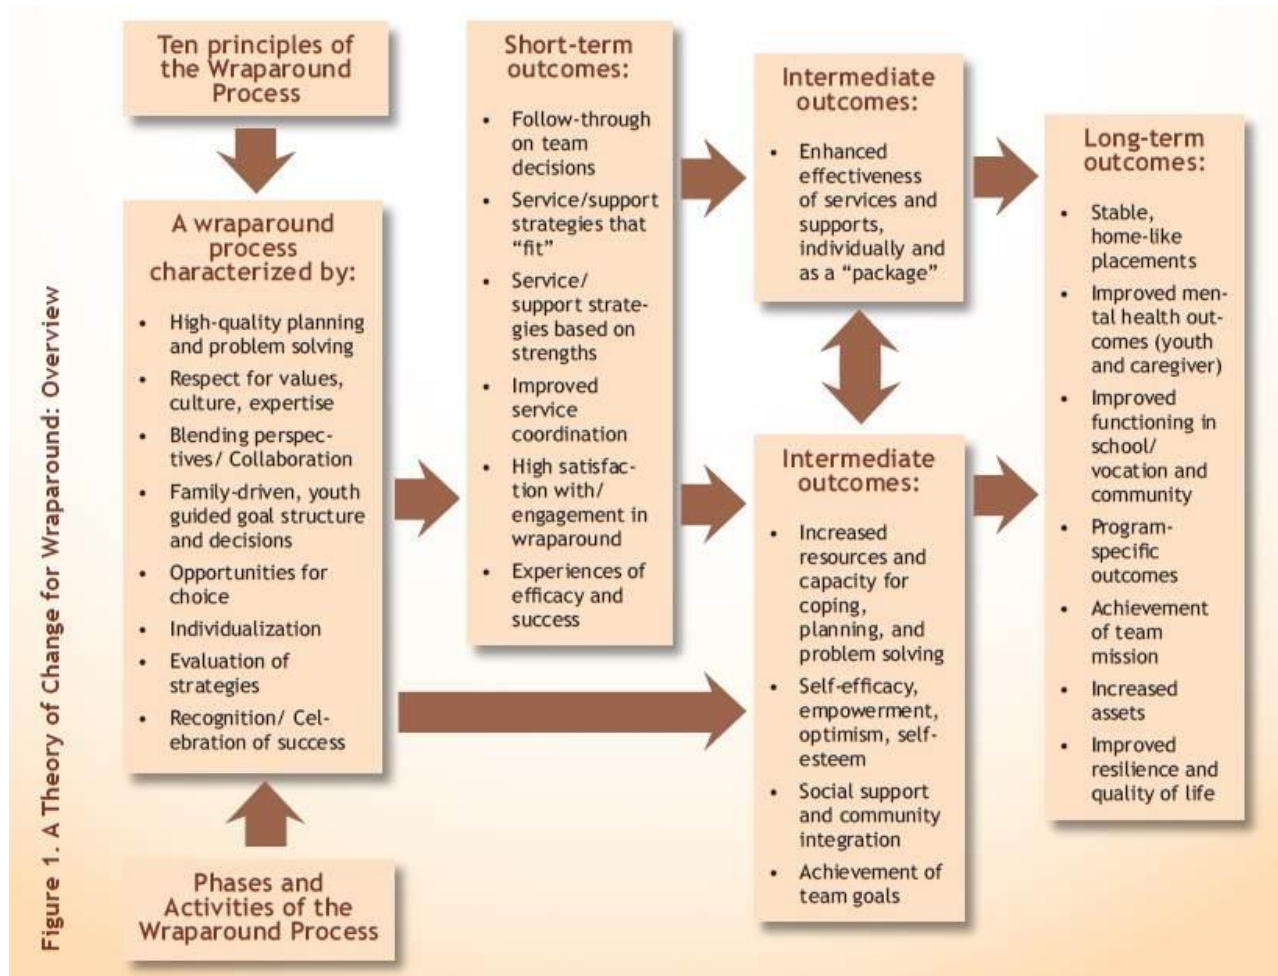 Figure 1. A Theory of Change for Wraparound: Overview
Ten principles of
the Wraparound
Process
A wraparound
process
characterized by:
• High-quality planning
and problem solving
• Respect for values,
culture, expertise
• Blending perspec-
tives/ Collaboration
• Family-driven, youth
guided goal structure
and decisions
• Opportunities for
choice
• Individualization
• Evaluation of
strategies
• Recognition/ Cel-
ebration of success
Phases and
Activities of the
Wraparound Process
Short-term
outcomes:
• Follow-through
on team
decisions
• Service/support
strategies that
“fit”
• Service/
support strate-
gies based on
strengths
• Improved
service
coordination
• High satisfac-
tion with/
engagement in
wraparound
• Experiences of
efficacy and
success
Intermediate
outcomes:
• Enhanced
effectiveness
of services and
supports,
individually and
as a “package”
Intermediate
outcomes:
• Increased
resources and
capacity for
coping,
planning, and
problem solving
• Self-efficacy,
empowerment,
optimism, self-
esteem
• Social support
and community
integration
• Achievement of
team goals
Long-term
outcomes:
• Stable,
home-like
placements
• Improved men-
tal health out-
comes (youth
and caregiver)
• Improved
functioning in
school/
vocation and
community
• Program-
specific
outcomes
• Achievement
of team
mission
• Increased
assets
• Improved
resilience and
quality of life